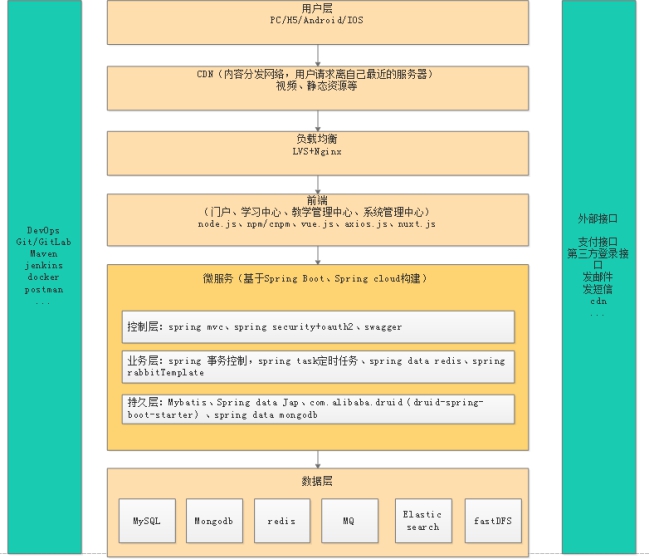 用户层
PC/H5/Android/IOS
CDN（内容分发网络，用户请求离自己最近的服务器）
视频、静态资源等
负载均衡
LVS+Nginx
前端
（门户、学习中心、教学管理中心、系统管理中心）
node.js、npm/cnpm、vue.js、axios.js、nuxt.js
微服务（基于Spring Boot、Spring cloud构建）
控制层：spring mvc、spring security+oauth2、swagger
业务层：spring 事务控制，spring task定时任务、spring data redis、spring
rabbitTemplate
持久层：Mybatis、Spring data Jap、com.alibaba.druid（druid-spring-
boot-starter）、spring data mongodb
数据层
MySQL
Mongodb
redis
MQ
Elastic
search
fastDFS
DevOps
Git/GitLab
Maven
jenkins
docker
postman
...
外部接口
支付接口
第三方登录接
口
发邮件
发短信
cdn
...